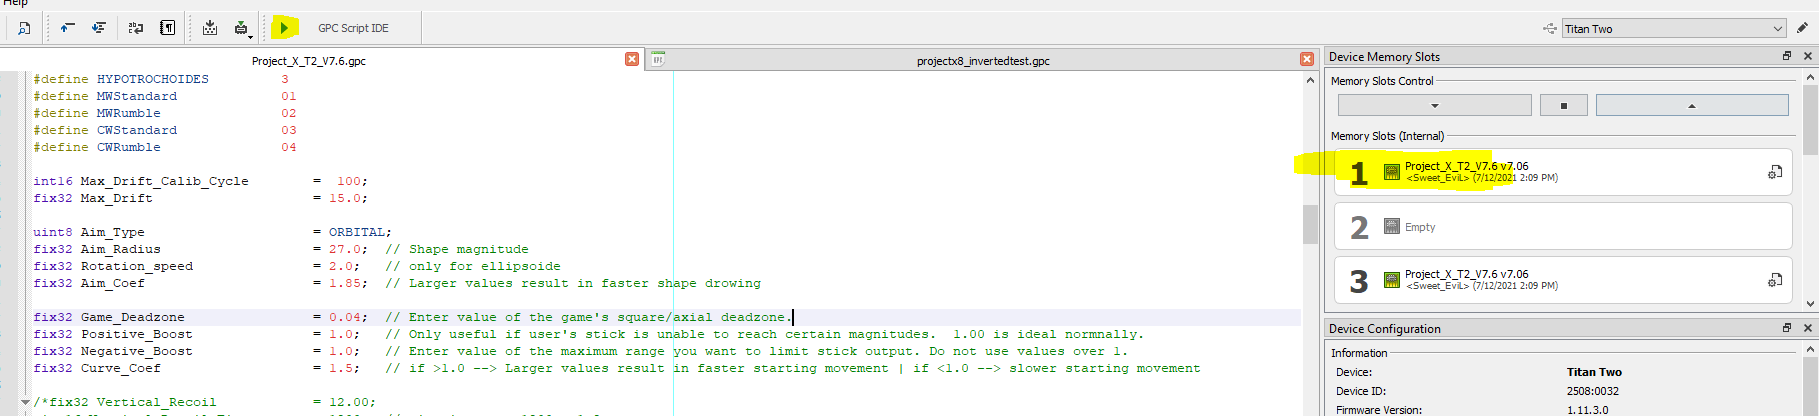 Help
GPC Script IDE
Titan Two
Project_X_T2_V7.6.gpc
projectx8_invertedtest.gpc
#define HYPOTROCHOIDES 3
#define MWStandard 01
#define MWRumble 02
#define CWStandard 03
#define CWRumble 04
int16 Max_Drift_Calib_Cycle = 100;
fix32 Max_Drift = 15.0;
uint8 Aim_Type = ORBITAL;
fix32 Aim_Radius = 27.0; // Shape magnitude
fix32 Rotation_speed = 2.0; // only for ellipsoide
fix32 Aim_Coef = 1.85; // Larger values result in faster shape drowing
fix32 Game_Deadzone = 0.04; // Enter value of the game's square/axial deadzone.
fix32 Positive_Boost = 1.0; // Only useful if user's stick is unable to reach certain magnitudes. 1.00 is ideal normnally.
fix32 Negative_Boost = 1.0; // Enter value of the maximum range you want to limit stick output. Do not use values over 1.
fix32 Curve_Coef = 1.5; // if >1.0 --> Larger values result in faster starting movement | if <1.0 --> slower starting movement
/*fix32 Vertical_Recoil = 12.00;
Device Memory Slots
Memory Slots Control
Memory Slots (Internal)
1 Project_X_T2_V7.6 v7.06
<Sweet_Evil> (7/12/2021 2:09 PM)
2 Empty
3 Project_X_T2_V7.6 v7.06
<Sweet_Evil> (7/12/2021 2:09 PM)
Device Configuration
Information
Device: Titan Two
Device ID: 2508:0032
Firmware Version: 1.11.3.0